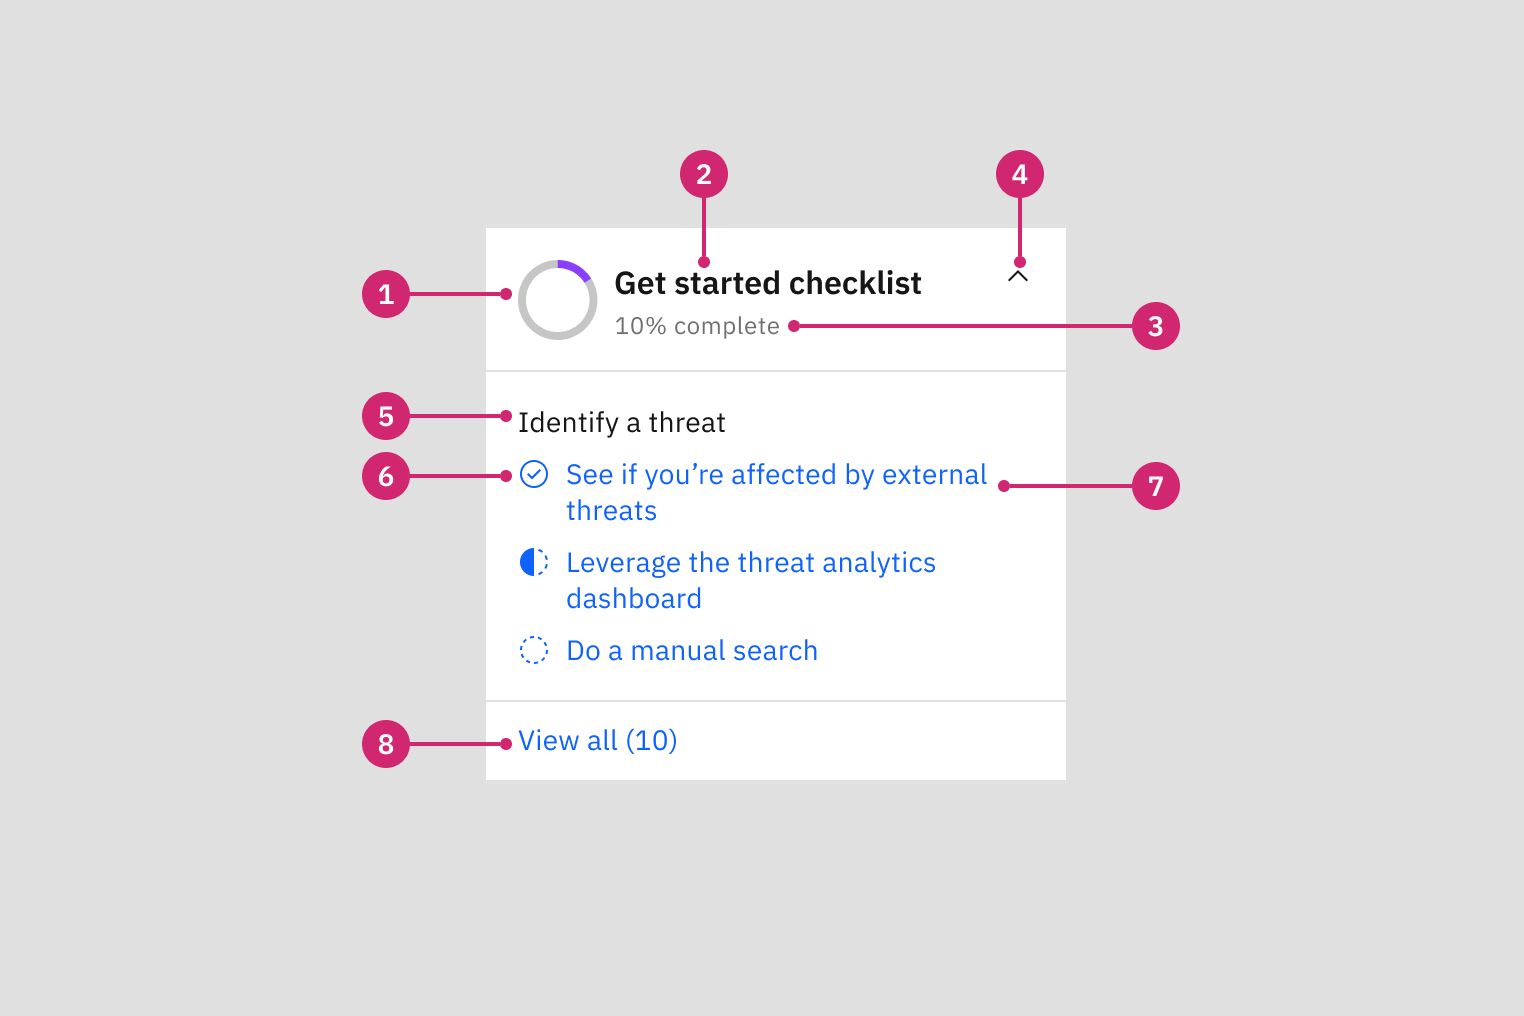 2
4
1
Get started checklist
10% complete
3
5
Identify a threat
6
See if you’re affected by external
threats
7
Leverage the threat analytics
dashboard
Do a manual search
8
View all (10)